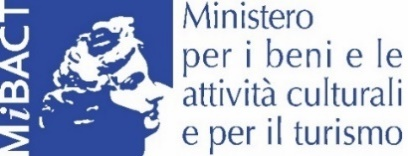 MiBACT
Ministero
per i beni e le
attività culturali
e per il turismo